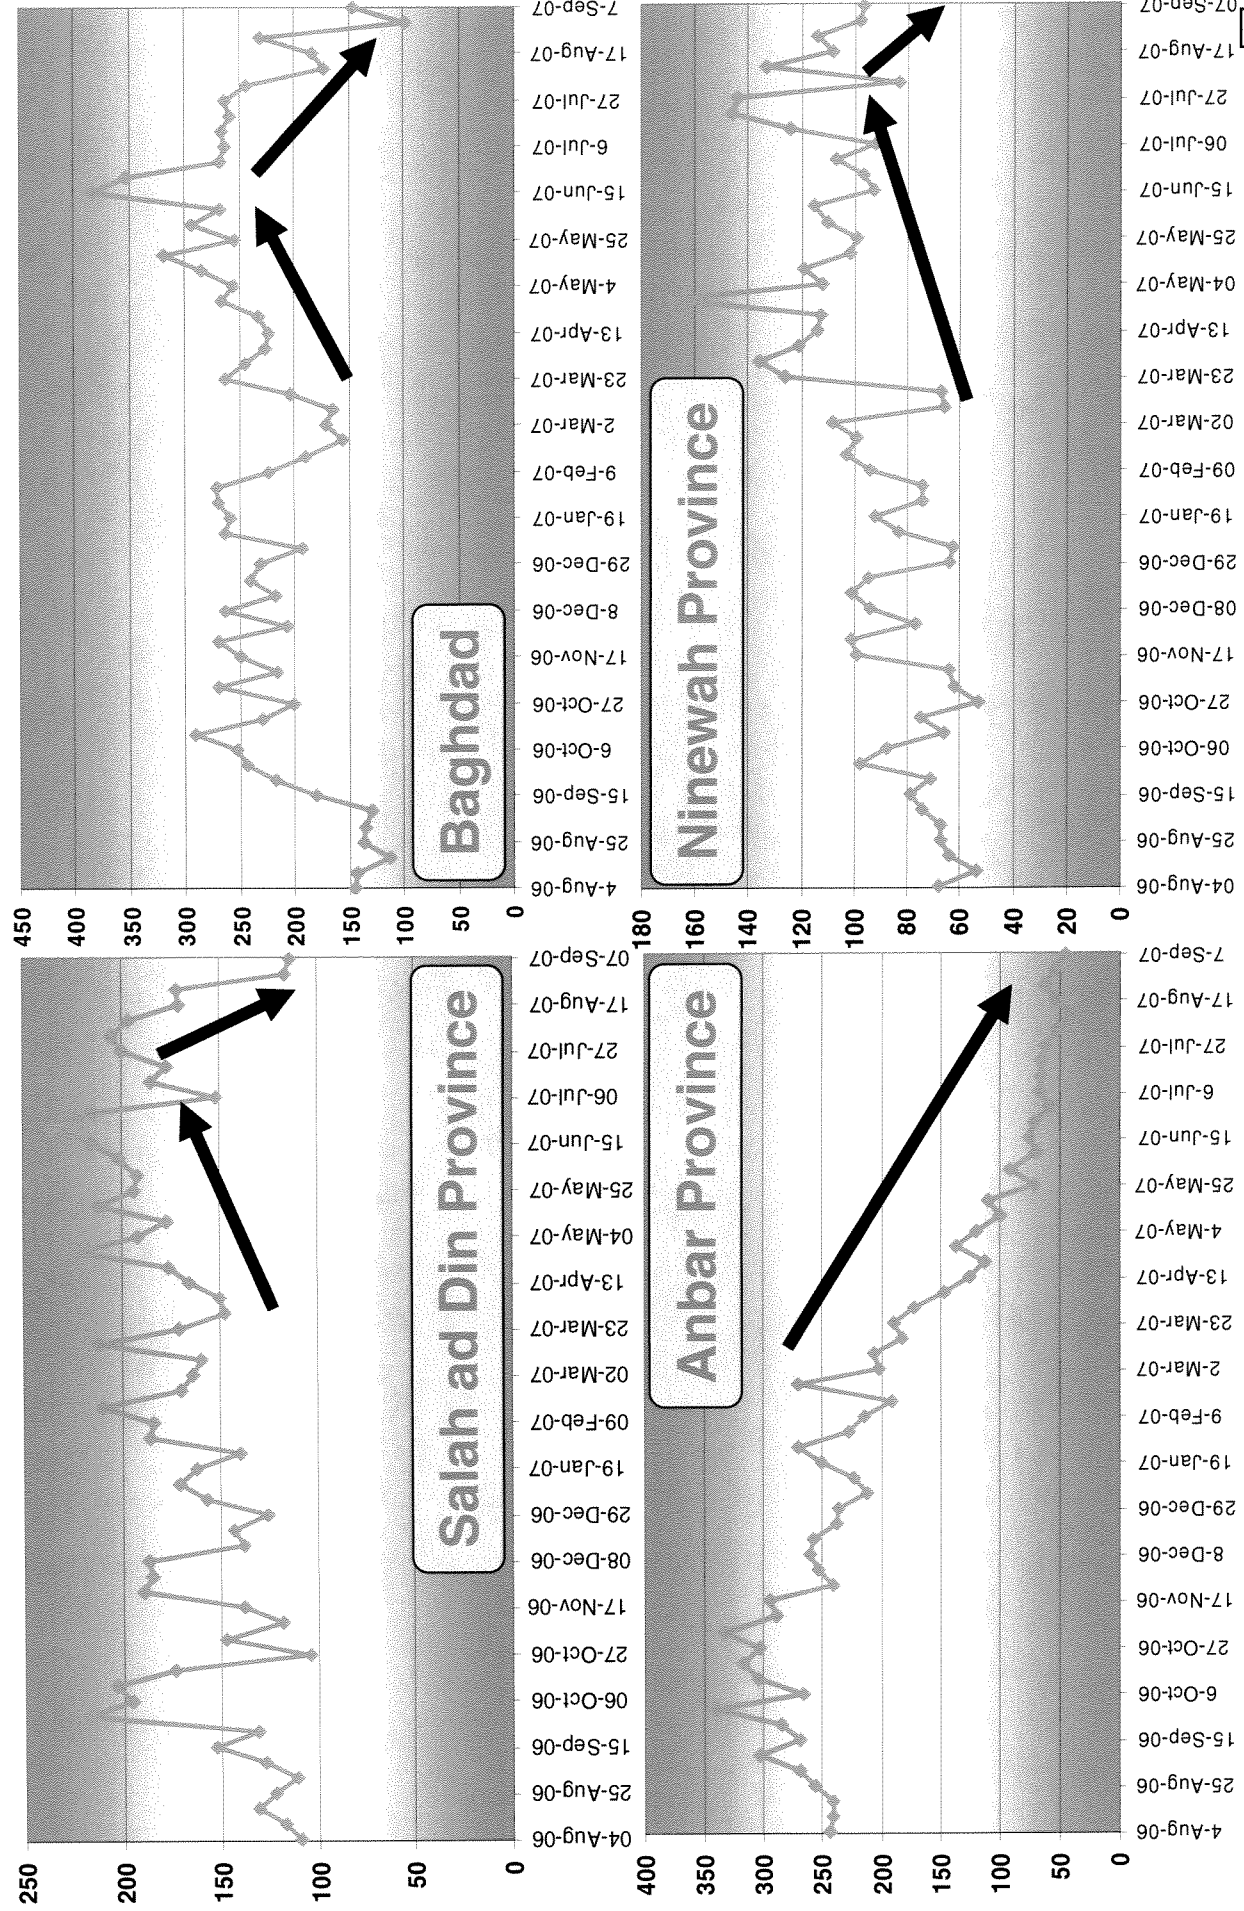 250
200
150
100
50
0
Salah ad Din Province
04-Aug-06
25-Aug-06
15-Sep-06
06-Oct-06
27-Oct-06
17-Nov-06
08-Dec-06
29-Dec-06
19-Jan-07
09-Feb-07
02-Mar-07
23-Mar-07
13-Apr-07
04-May-07
25-May-07
15-Jun-07
06-Jul-07
27-Jul-07
17-Aug-07
07-Sep-07
450
400
350
300
250
200
150
100
50
0
Baghdad
4-Aug-06
25-Aug-06
15-Sep-06
6-Oct-06
27-Oct-06
17-Nov-06
8-Dec-06
29-Dec-06
19-Jan-07
9-Feb-07
2-Mar-07
23-Mar-07
13-Apr-07
4-May-07
25-May-07
15-Jun-07
6-Jul-07
27-Jul-07
17-Aug-07
7-Sep-07
400
350
300
250
200
150
100
50
0
Anbar Province
4-Aug-06
25-Aug-06
15-Sep-06
6-Oct-06
27-Oct-06
17-Nov-06
8-Dec-06
29-Dec-06
19-Jan-07
9-Feb-07
2-Mar-07
23-Mar-07
13-Apr-07
4-May-07
25-May-07
15-Jun-07
6-Jul-07
27-Jul-07
17-Aug-07
7-Sep-07
180
160
140
120
100
80
60
40
20
0
Ninewah Province
04-Aug-06
25-Aug-06
15-Sep-06
06-Oct-06
27-Oct-06
17-Nov-06
08-Dec-06
29-Dec-06
19-Jan-07
09-Feb-07
02-Mar-07
23-Mar-07
13-Apr-07
04-May-07
25-May-07
15-Jun-07
06-Jul-07
27-Jul-07
17-Aug-07
07-Sep-07